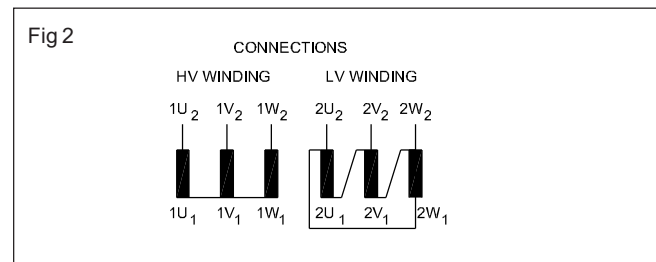 Fig 2
CONNECTIONS
HV WINDING LV WINDING
1U2 1V2 1W2 2U2 2V2 2W2
1U1 1V1 1W1 2U1 2V1 2W1